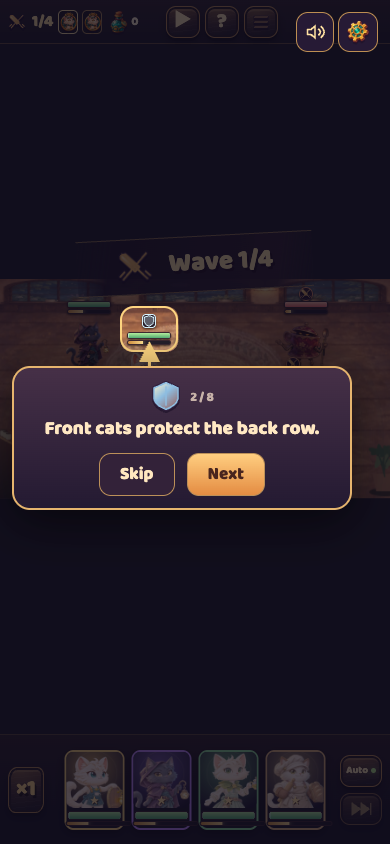 1/4
0
?
Wave 1/4
2/8
Front cats protect the back row.
Skip
Next
x1
Auto